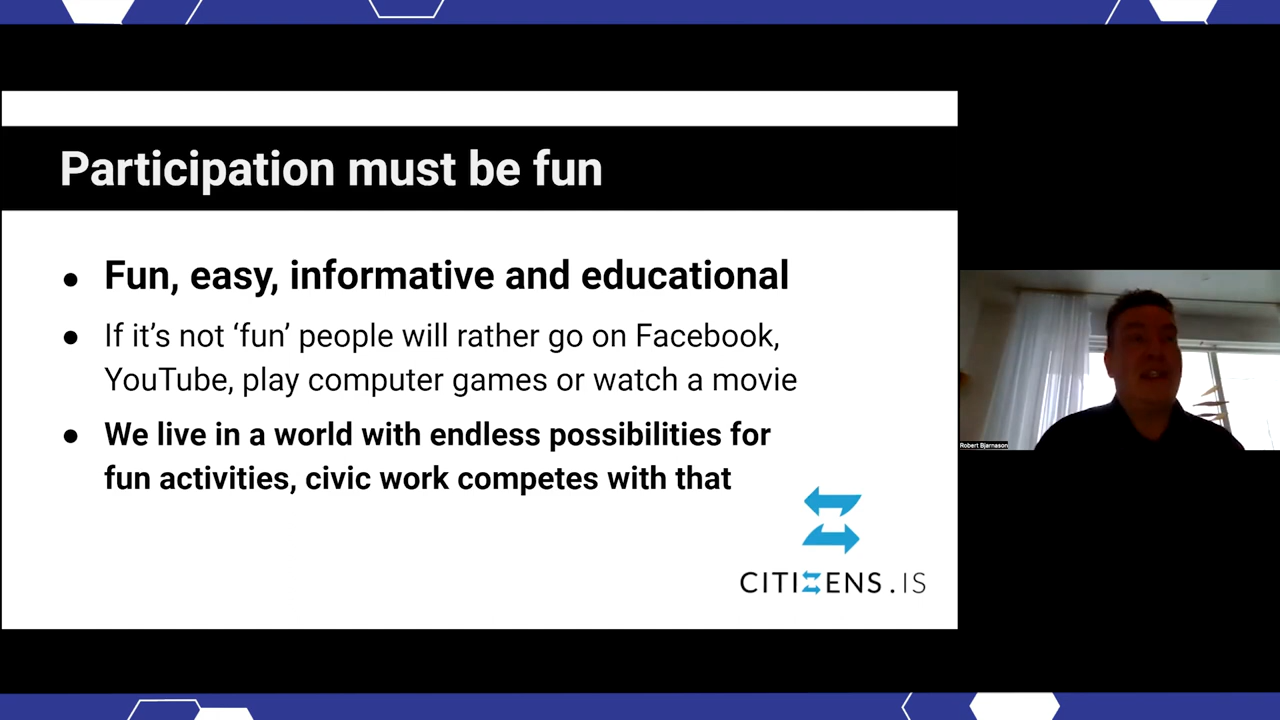 Participation must be fun
● Fun, easy, informative and educational
● If it’s not ‘fun’ people will rather go on Facebook,
YouTube, play computer games or watch a movie
● We live in a world with endless possibilities for
fun activities, civic work competes with that
CITIZENS.IS
Robert Bjarnason